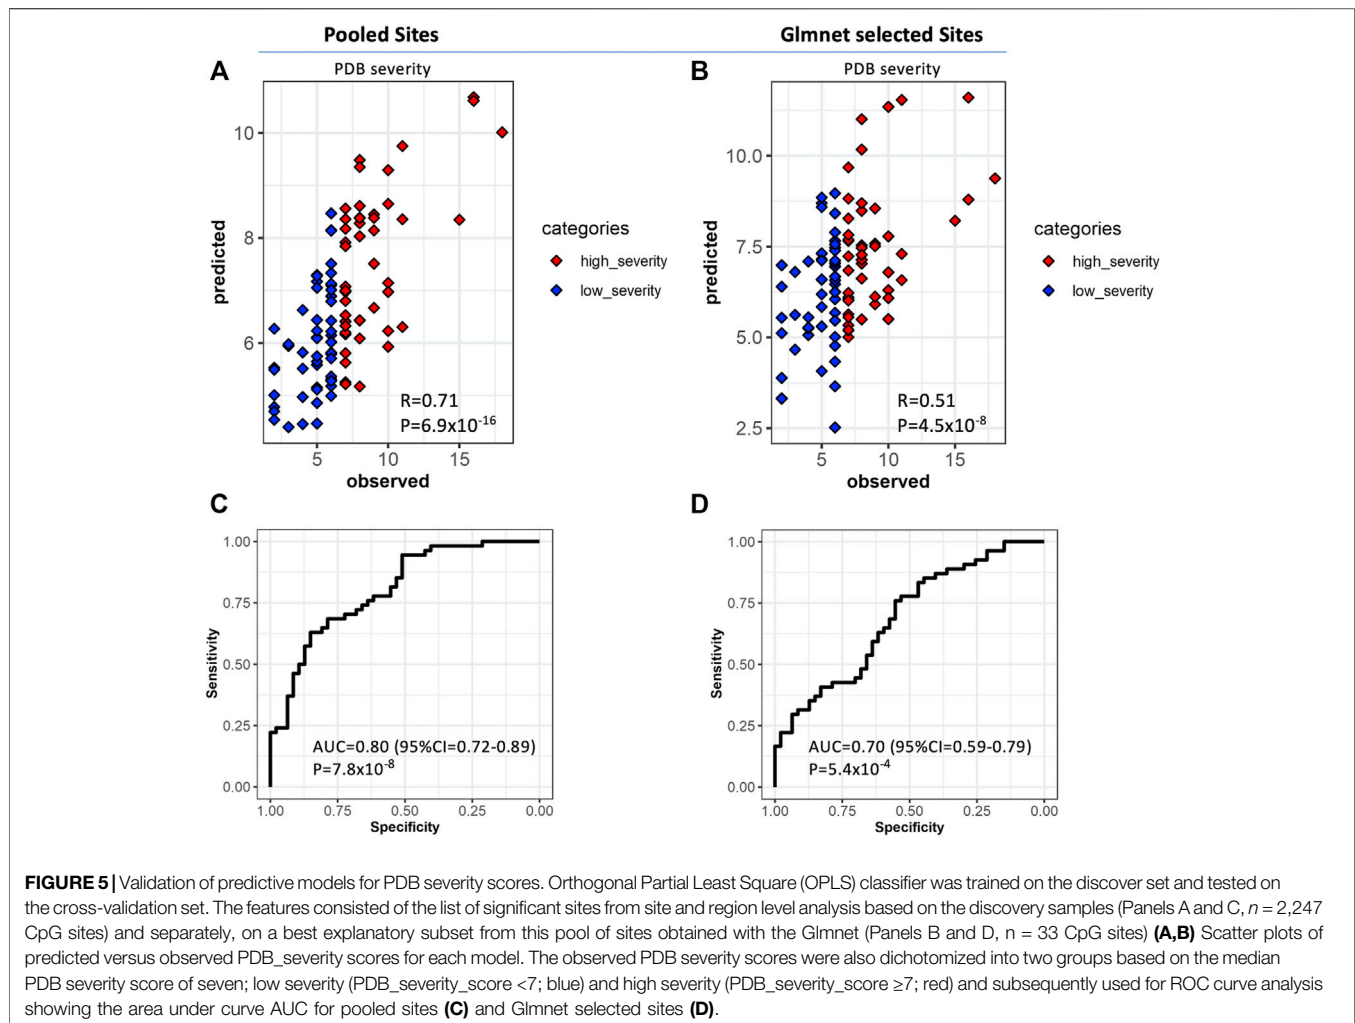 Pooled Sites
Glmnet selected Sites
A
PDB severity
10
8
6
predicted
5
10
15
observed
R=0.71
P=6.9x10-16
categories
high_severity
low_severity
B
PDB severity
10.0
7.5
5.0
2.5
predicted
5
10
15
observed
R=0.51
P=4.5x10-8
categories
high_severity
low_severity
C
1.00
0.75
0.50
0.25
0.00
Sensitivity
AUC=0.80 (95%CI=0.72-0.89)
P=7.8x10-8
1.00
0.75
0.50
0.25
0.00
Specificity
D
1.00
0.75
0.50
0.25
0.00
Sensitivity
AUC=0.70 (95%CI=0.59-0.79)
P=5.4x10-4
1.00
0.75
0.50
0.25
0.00
Specificity
FIGURE 5 | Validation of predictive models for PDB severity scores. Orthogonal Partial Least Square (OPLS) classifier was trained on the discover set and tested on
the cross-validation set. The features consisted of the list of significant sites from site and region level analysis based on the discovery samples (Panels A and C, n = 2,247
CpG sites) and separately, on a best explanatory subset from this pool of sites obtained with the Glmnet (Panels B and D, n = 33 CpG sites) (A,B) Scatter plots of
predicted versus observed PDB_severity scores for each model. The observed PDB severity scores were also dichotomized into two groups based on the median
PDB severity score of seven; low severity (PDB_severity_score <7; blue) and high severity (PDB_severity_score ≥7; red) and subsequently used for ROC curve analysis
showing the area under curve AUC for pooled sites (C) and Glmnet selected sites (D).